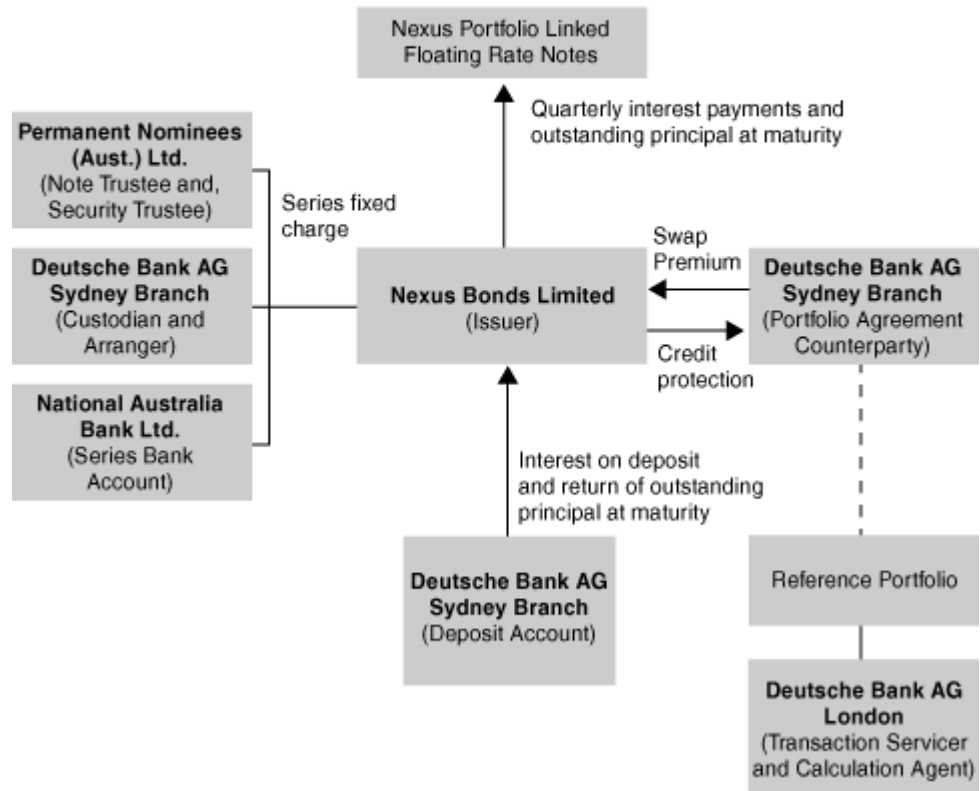 Nexus Portfolio Linked
Floating Rate Notes
Quarterly interest payments and
outstanding principal at maturity
Permanent Nominees
(Aust.) Ltd.
(Note Trustee and,
Security Trustee)
Series fixed
charge
Deutsche Bank AG
Sydney Branch
(Custodian and
Arranger)
National Australia
Bank Ltd.
(Series Bank
Account)
Nexus Bonds Limited
(Issuer)
Swap
Premium
Credit
protection
Deutsche Bank AG
Sydney Branch
(Portfolio Agreement
Counterparty)
Interest on deposit
and return of outstanding
principal at maturity
Deutsche Bank AG
Sydney Branch
(Deposit Account)
Reference Portfolio
Deutsche Bank AG
London
(Transaction Servicer
and Calculation Agent)